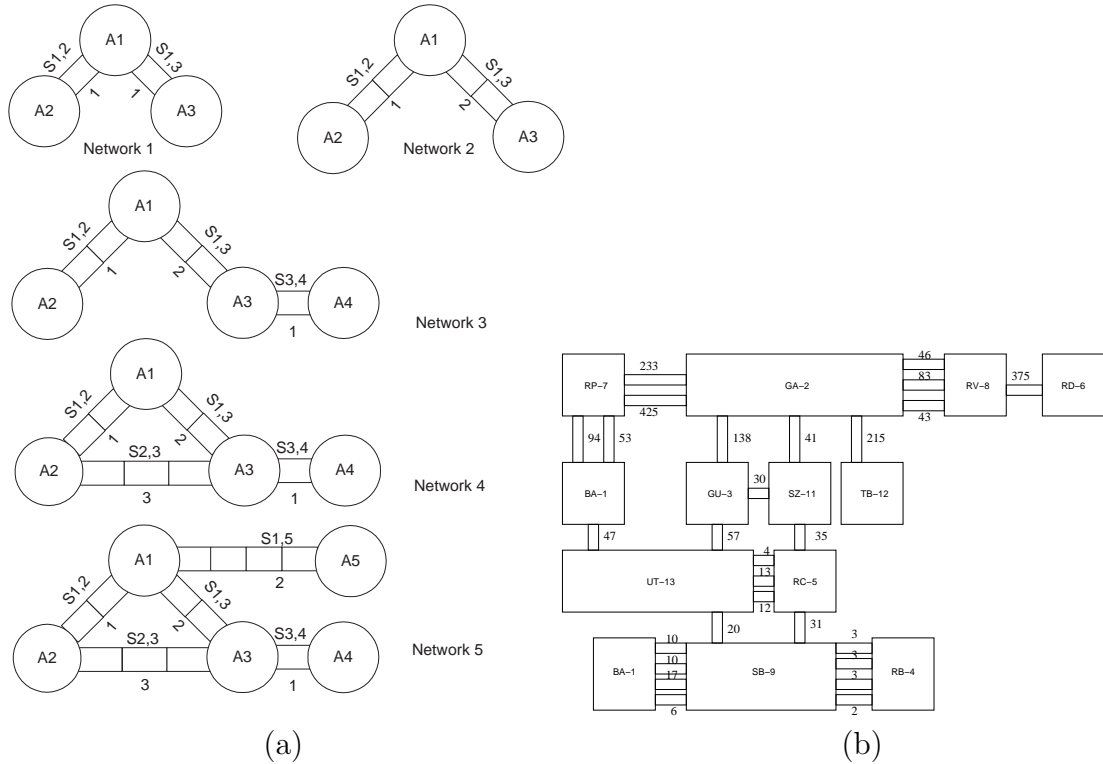 A1
S1,2
S1,3
1
1
A2
A3
Network 1
A1
S1,2
S1,3
1
2
A2
A3
Network 2
A1
S1,2
S1,3
1
2
A2
A3
S3,4
1
A4
Network 3
A1
S1,2
S1,3
1
2
A2
S2,3
3
A3
S3,4
1
A4
Network 4
A1
S1,5
2
A5
S1,2
S1,3
1
2
A2
S2,3
3
A3
S3,4
1
A4
Network 5
(a)
RP−7
233
425
GA−2
46
83
43
RV−8
375
RD−6
94
53
138
41
215
BA−1
GU−3
30
SZ−11
TB−12
47
57
35
UT−13
4
13
12
RC−5
20
31
BA−1
10
10
17
6
SB−9
3
3
3
2
RB−4
(b)